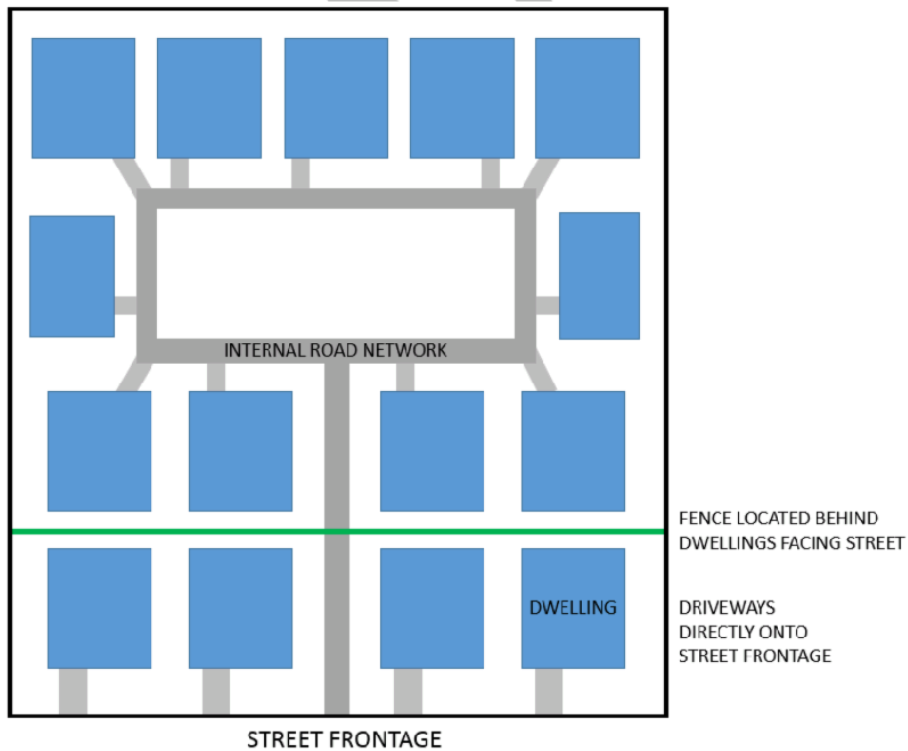 INTERNAL ROAD NETWORK
FENCE LOCATED BEHIND
DWELLINGS FACING STREET
DWELLING
DRIVEWAYS
DIRECTLY ONTO
STREET FRONTAGE
STREET FRONTAGE